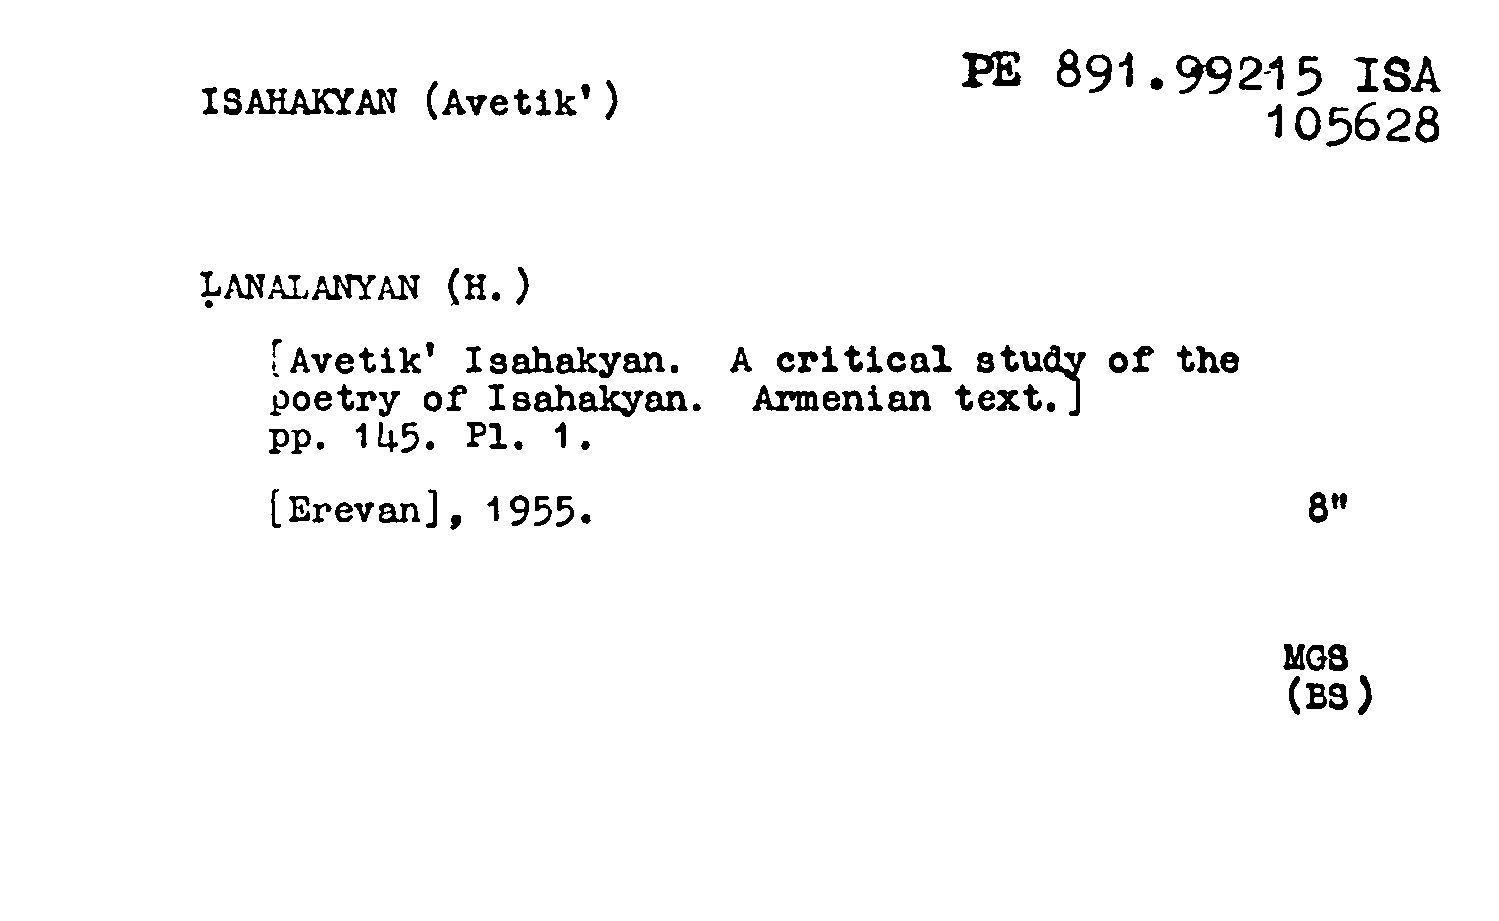 PE 891.99215 ISA
105628
ISAHAKYAN (Avetik')
ḶANALANYAN (H.)
[Avetik' Isahakyan. A critical study of the
poetry of Isahakyan. Armenian text.]
pp. 145. Pl. 1.
[Erevan], 1955. 8"
MGS
(BS)